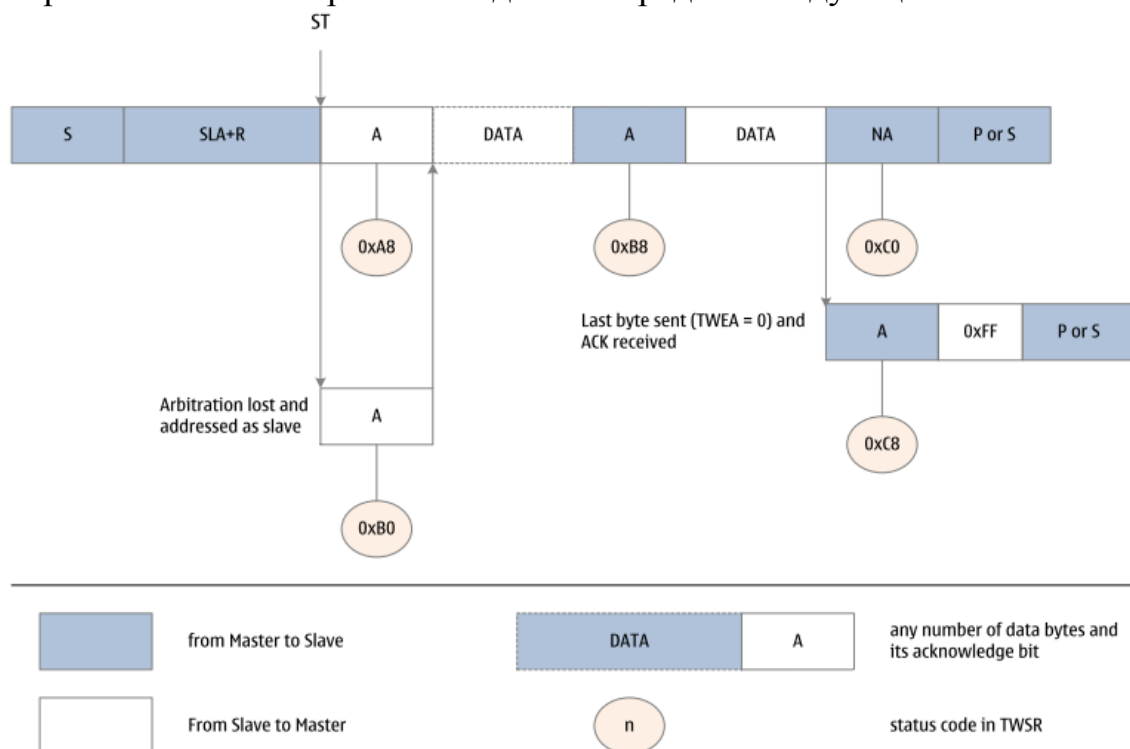 ST
S SLA+R A DATA A DATA NA P or S
0xA8 0xB8 0xC0
Last byte sent (TWEA = 0) and
ACK received
A 0xFF P or S
Arbitration lost and
addressed as slave
A
0xC8
0xB0
from Master to Slave
DATA A
any number of data bytes and
its acknowledge bit
From Slave to Master
n
status code in TWSR